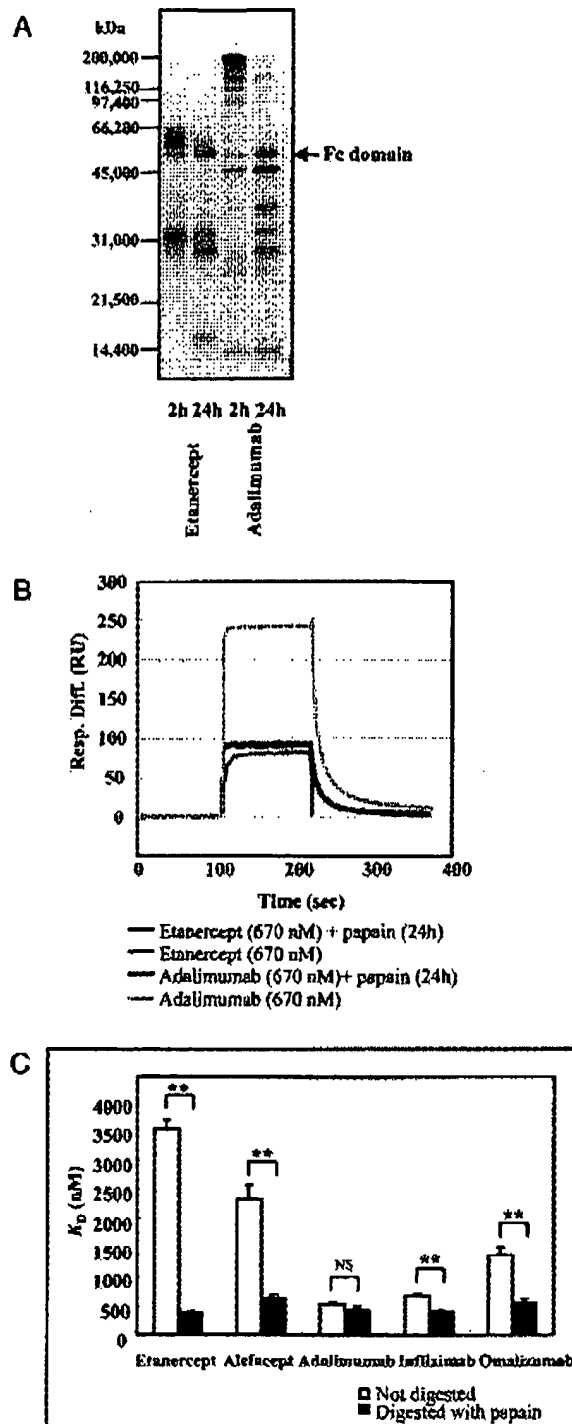 A
kDa
200,000
116,250
97,400
66,200
45,000
31,000
21,500
14,400
Fc domain
2h 24h 2h 24h
Etanercept
Adalimumab
B
300
250
200
150
100
50
0
Resp. Diff. (RU)
0 100 200 300 400
Time (sec)
Etanercept (670 nM) + papain (24h)
Etanercept (670 nM)
Adalimumab (670 nM)+ papain (24h)
Adalimumab (670 nM)
C
4000
3500
3000
2500
2000
1500
1000
500
0
KD (nM)
**
**
NS
**
**
Etanercept Alefacept Adalimumab Infliximab Omalizumab
Not digested
Digested with papain